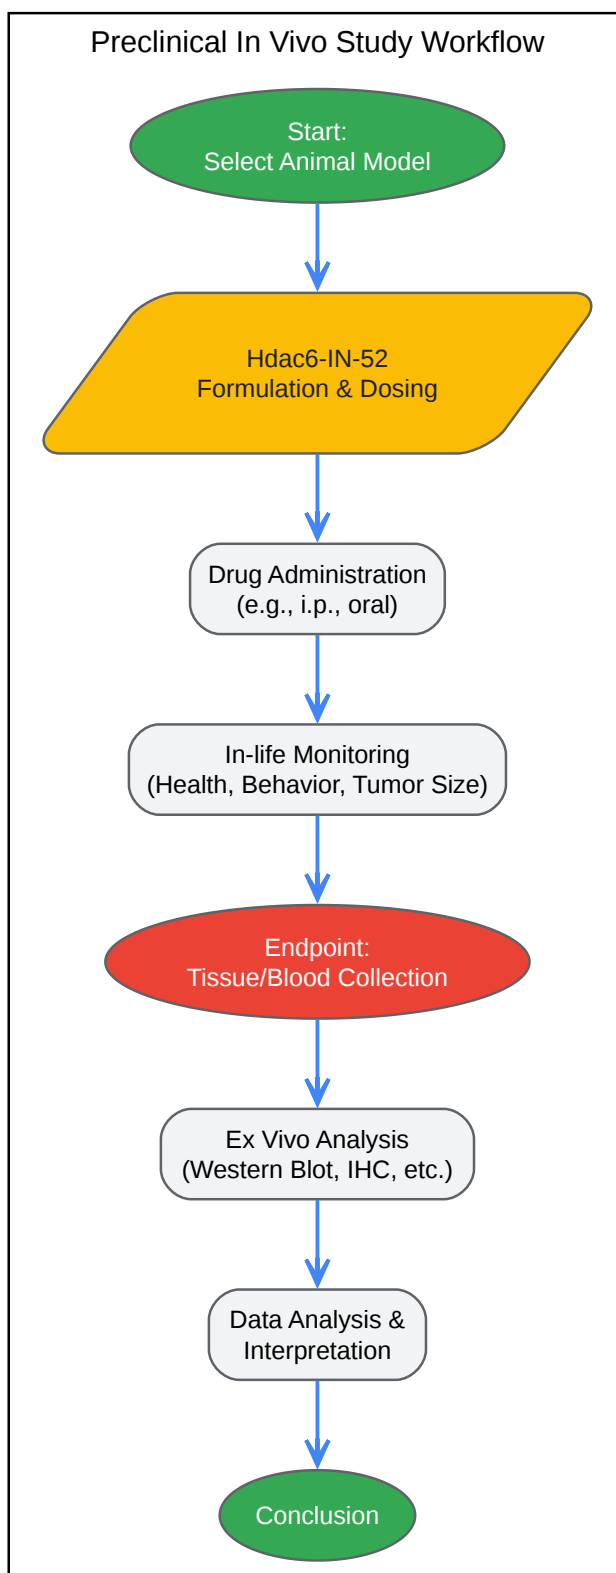 Preclinical In Vivo Study Workflow
Start:
Select Animal Model
Hdac6-IN-52
Formulation & Dosing
Drug Administration
(e.g., i.p., oral)
In-life Monitoring
(Health, Behavior, Tumor Size)
Endpoint:
Tissue/Blood Collection
Ex Vivo Analysis
(Western Blot, IHC, etc.)
Data Analysis &
Interpretation
Conclusion